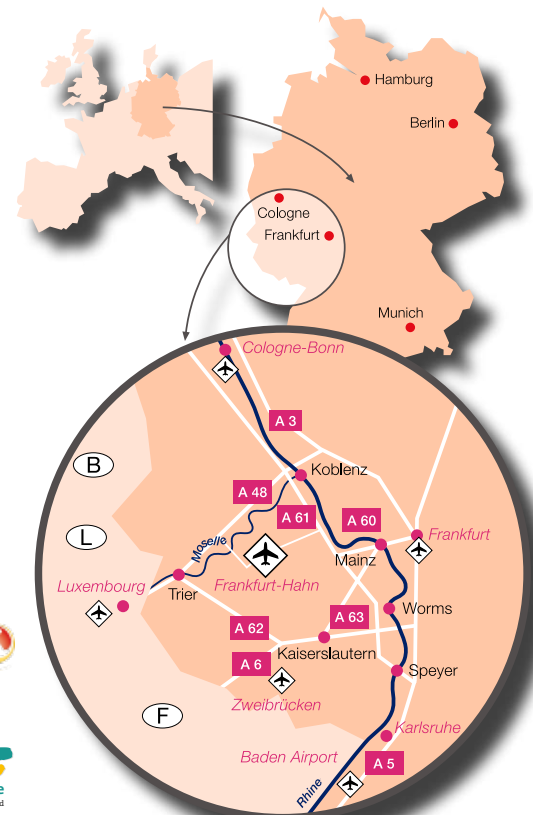 Hamburg
Berlin
Cologne
Frankfurt
Munich
Cologne-Bonn
A 3
B
Koblenz
A 48
A 61
A 60
L
Moselle
Frankfurt
Mainz
Luxembourg
Trier
Frankfurt-Hahn
Worms
A 63
A 62
Kaiserslautern
A 6
Speyer
Zweibrücken
F
Karlsruhe
Baden Airport
A 5
Rhine